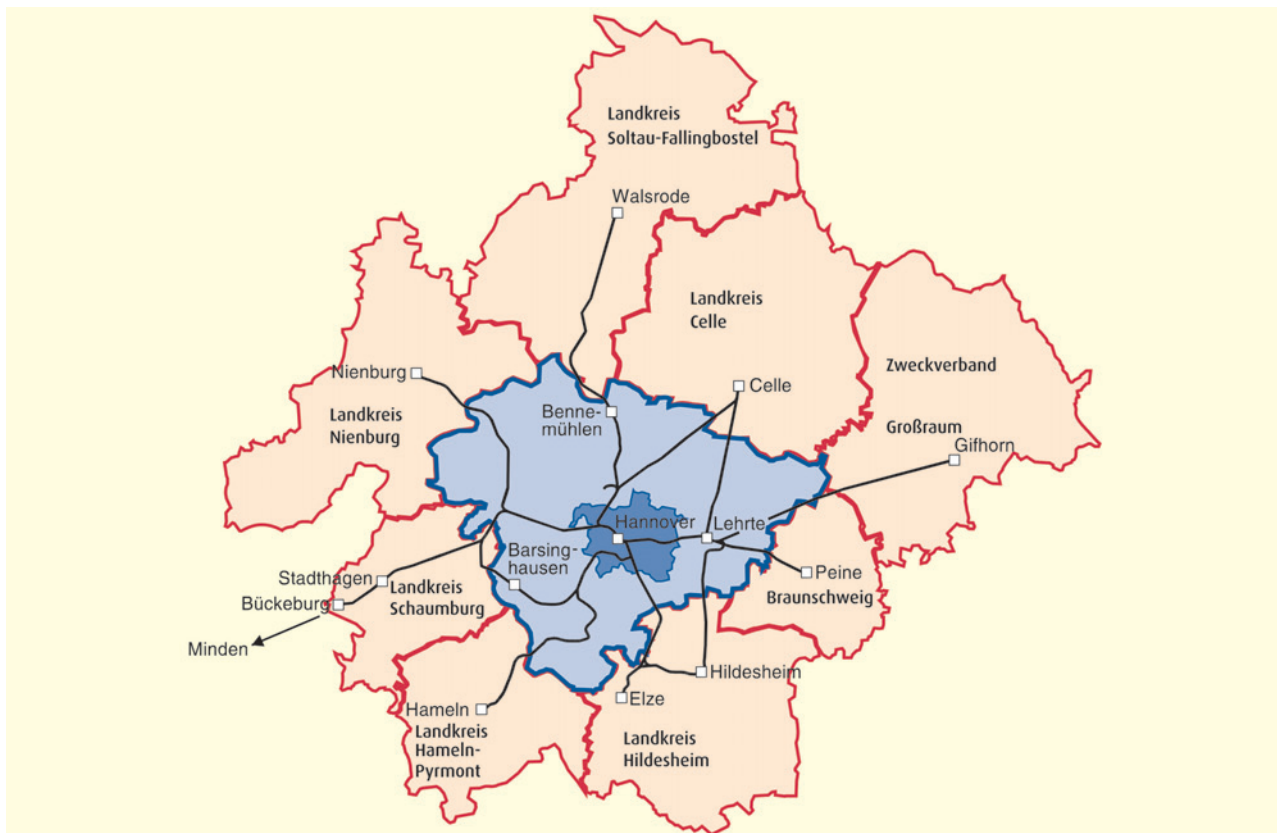 Landkreis
Soltau-Fallingbostel
Walsrode
Landkreis
Celle
Zweckverband
Nienburg
Celle
Landkreis
Nienburg
Benne-
mühlen
Großraum
Gifhorn
Hannover
Lehrte
Barsing-
hausen
Stadthagen
Landkreis
Schaumburg
Peine
Braunschweig
Bückeburg
Minden
Hildesheim
Elze
Hameln
Landkreis
Hameln-
Pyrmont
Landkreis
Hildesheim